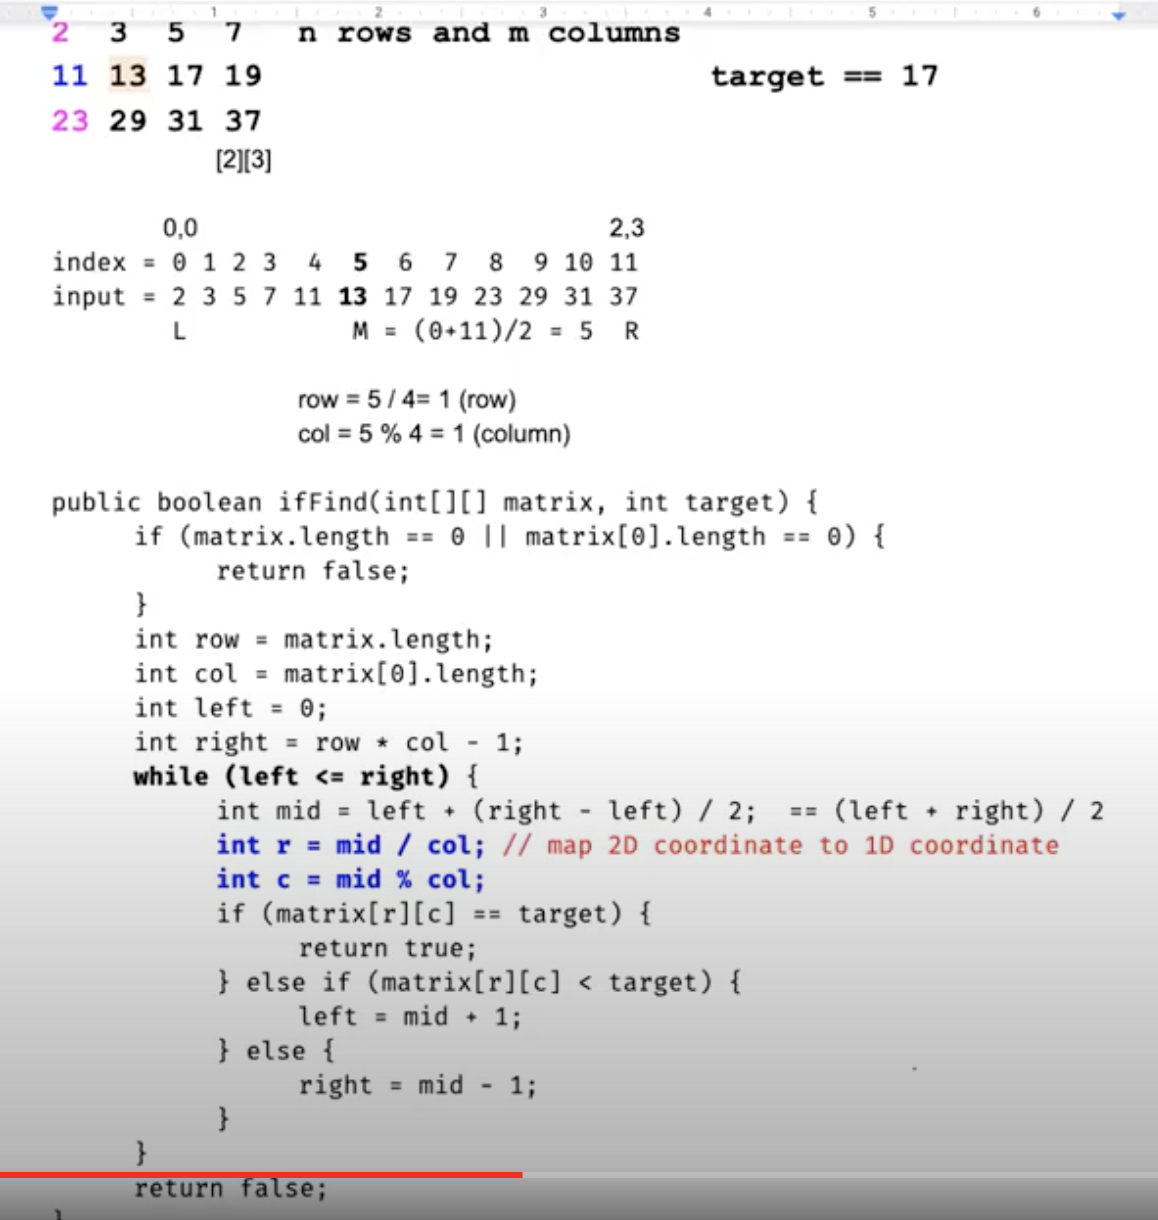 1 2 3 4 5 6
2 3 5 7 n rows and m columns
11 13 17 19 target == 17
23 29 31 37
[2][3]
0,0 2,3
index = 0 1 2 3 4 5 6 7 8 9 10 11
input = 2 3 5 7 11 13 17 19 23 29 31 37
L M = (0+11)/2 = 5 R
row = 5 / 4= 1 (row)
col = 5 % 4 = 1 (column)
public boolean ifFind(int[][] matrix, int target) {
if (matrix.length == 0 || matrix[0].length == 0) {
return false;
}
int row = matrix.length;
int col = matrix[0].length;
int left = 0;
int right = row * col - 1;
while (left <= right) {
int mid = left + (right - left) / 2; == (left + right) / 2
int r = mid / col; // map 2D coordinate to 1D coordinate
int c = mid % col;
if (matrix[r][c] == target) {
return true;
} else if (matrix[r][c] < target) {
left = mid + 1;
} else {
right = mid - 1;
}
}
return false;
}